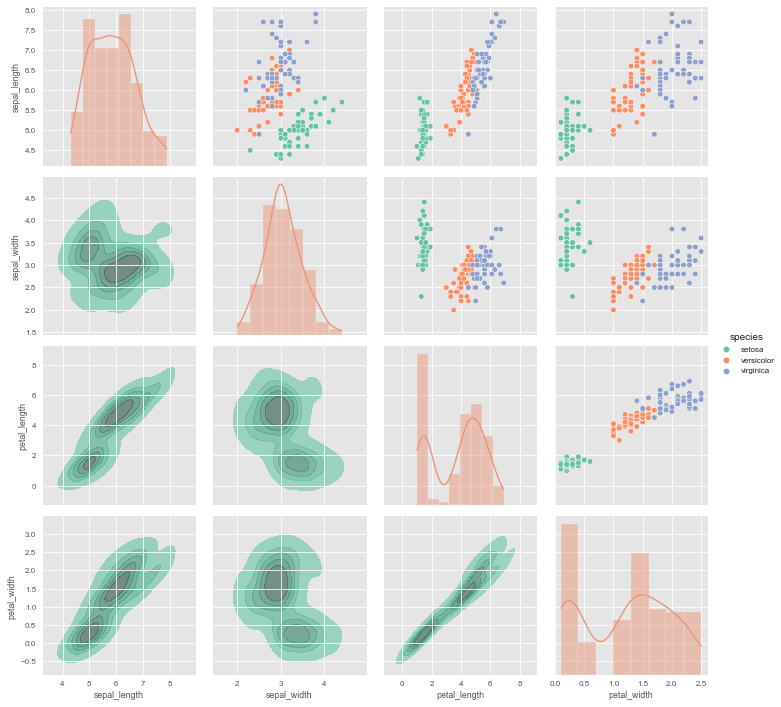 8.0
7.5
7.0
6.5
6.0
5.5
5.0
4.5
sepal_length
4.5
4.0
3.5
3.0
2.5
2.0
1.5
sepal_width
species
setosa
versicolor
virginica
8
6
4
2
0
petal_length
3.0
2.5
2.0
1.5
1.0
0.5
0.0
−0.5
petal_width
4 5 6 7 8
sepal_length
2 3 4
sepal_width
0 2 4 6 8
petal_length
0.0 0.5 1.0 1.5 2.0 2.5
petal_width